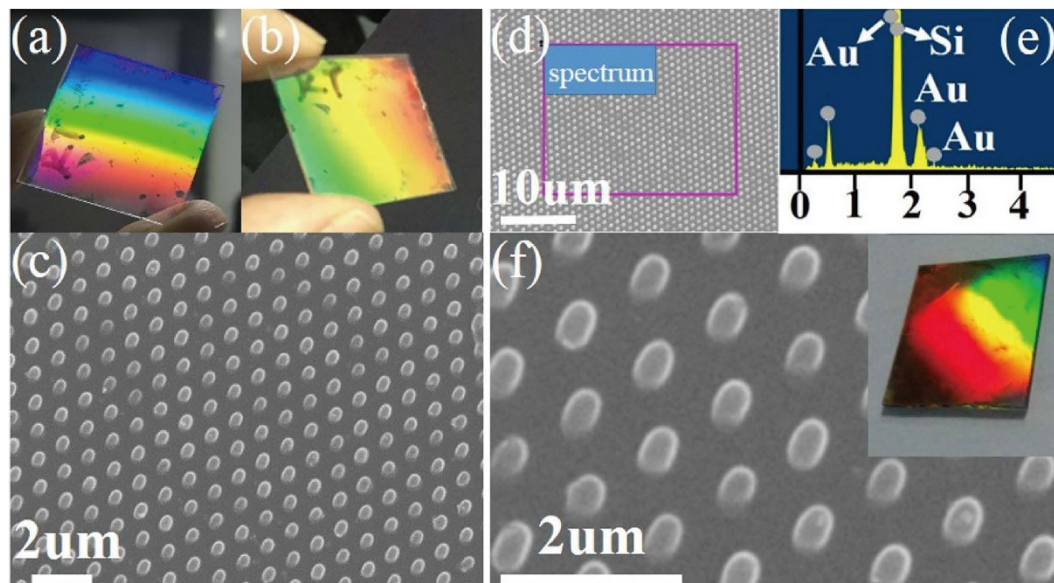 (a)
(b)
(d)
spectrum
10um
(e)
Au
Si
Au
Au
0 1 2 3 4
(c)
2um
(f)
2um